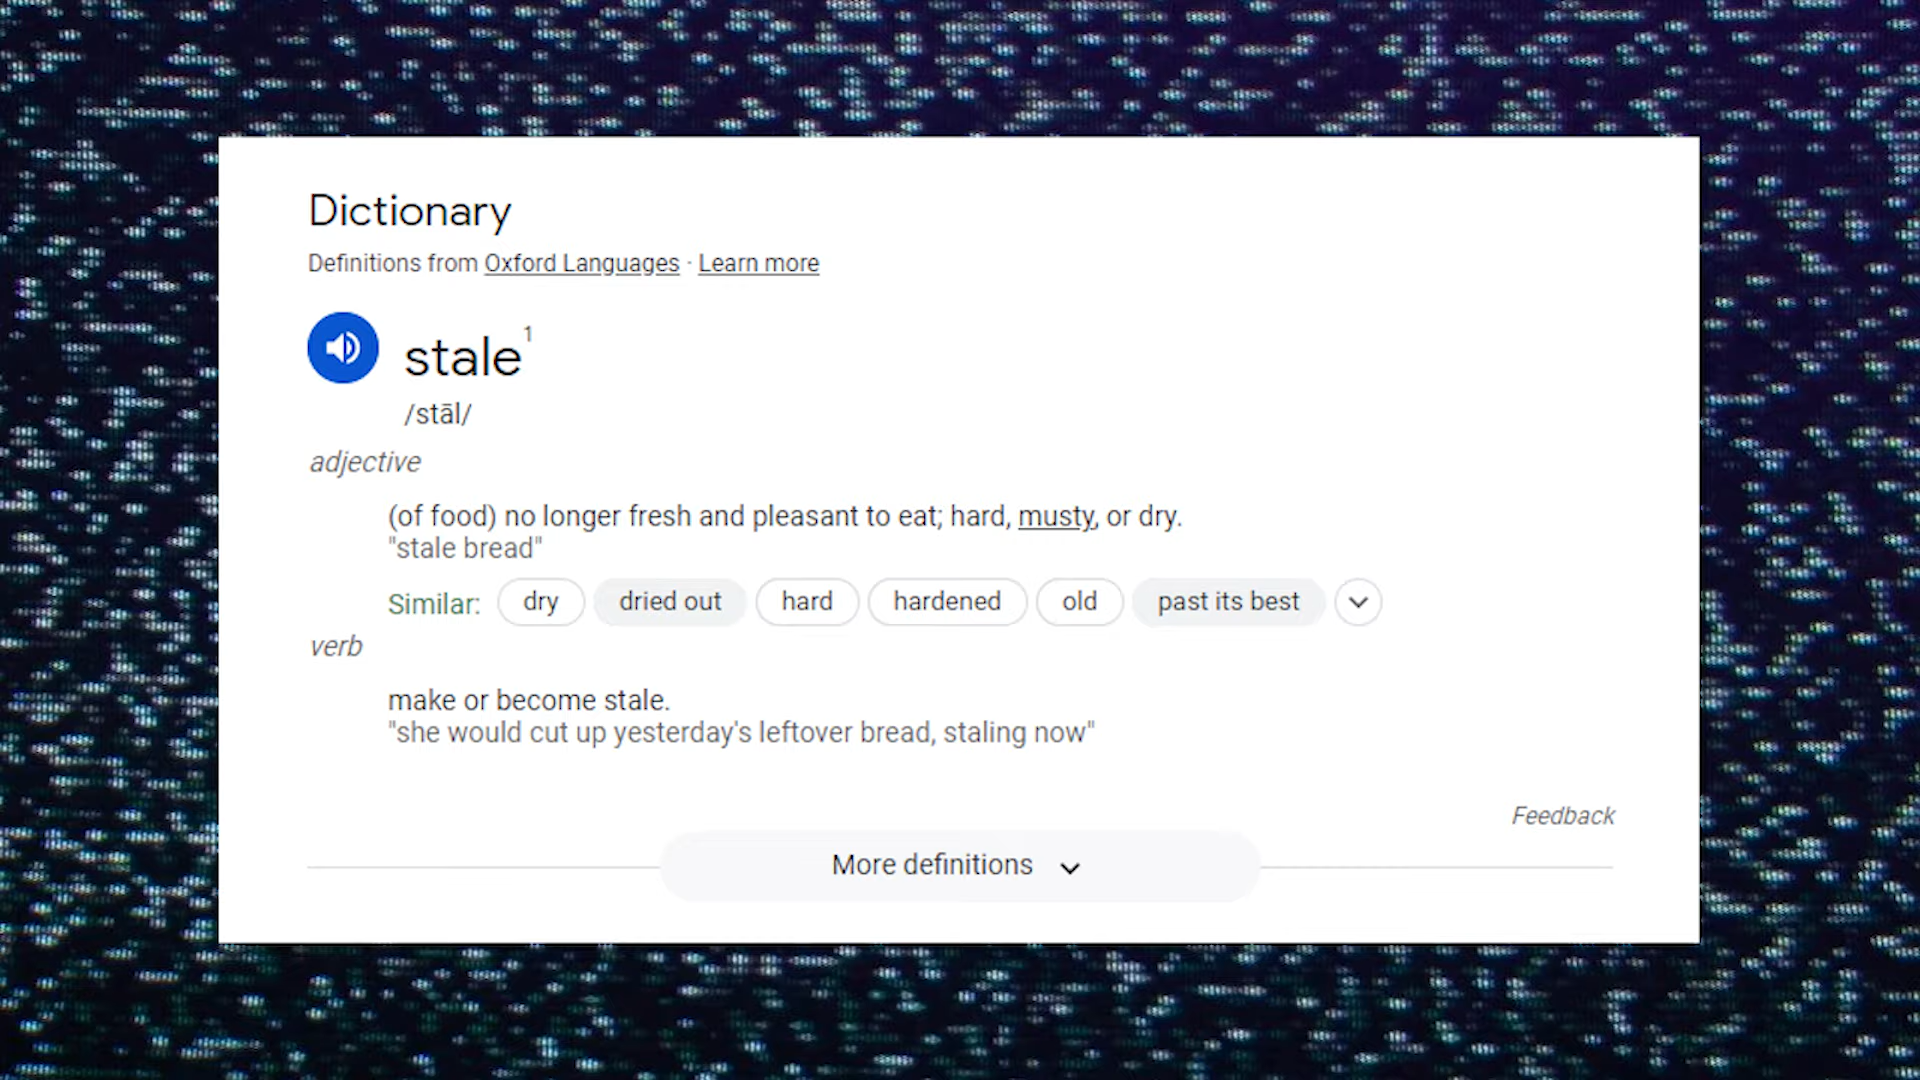 Dictionary
Definitions from Oxford Languages · Learn more
stale¹
/stāl/
adjective
(of food) no longer fresh and pleasant to eat; hard, musty, or dry.
"stale bread"
Similar: dry dried out hard hardened old past its best
verb
make or become stale.
"she would cut up yesterday's leftover bread, staling now"
Feedback
More definitions